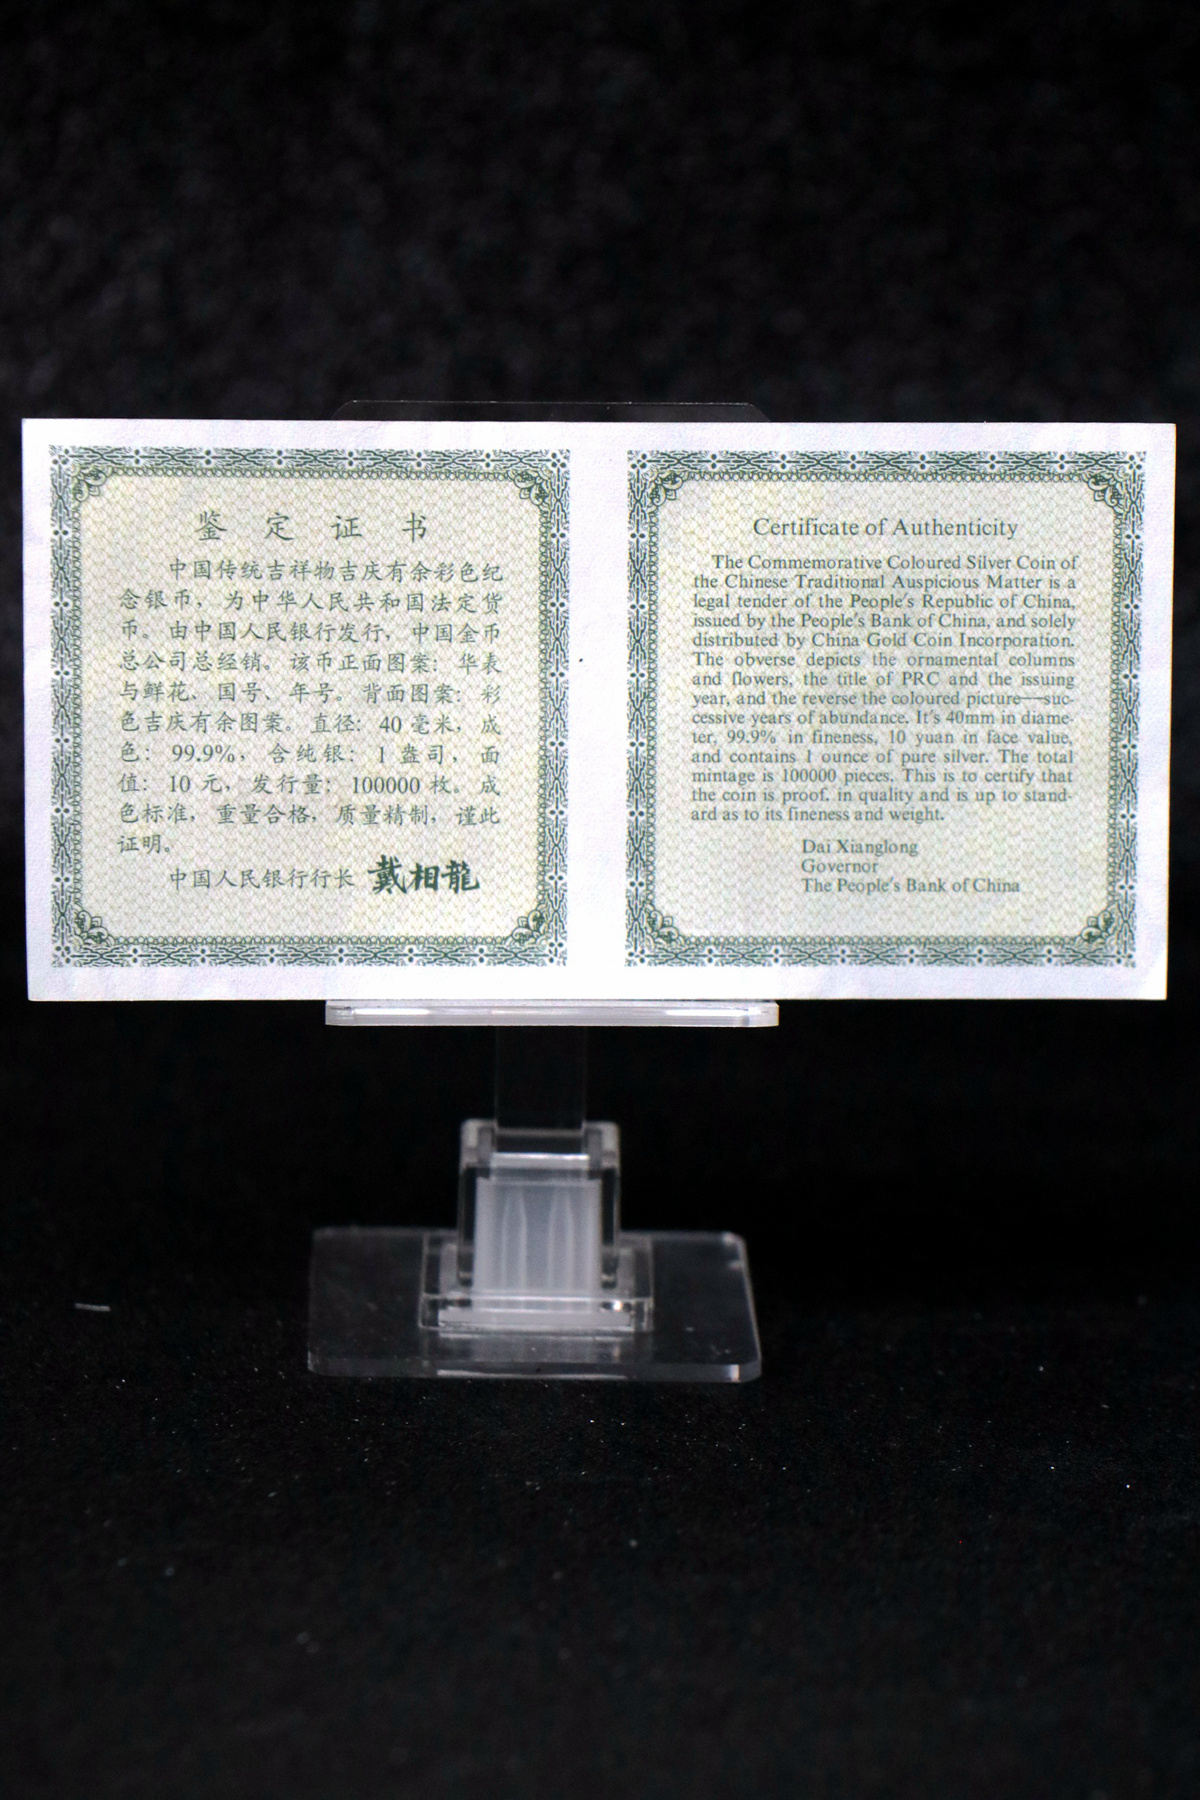 鉴定证书
中国传统吉祥物吉庆有余彩色纪
念银币，为中华人民共和国法定货
币。由中国人民银行发行，中国金币
总公司总经销。该币正面图案：华表
与鲜花、国号、年号。背面图案：彩
色吉庆有余图案。直径：40毫米，成
色：99.9%，含纯银：1盎司，面
值：10元，发行量：100000枚。成
色标准，重量合格，质量精制，谨此
证明。
中国人民银行行长 戴相龍
Certificate of Authenticity
The Commemorative Coloured Silver Coin of
the Chinese Traditional Auspicious Matter is a
legal tender of the People's Republic of China,
issued by the People's Bank of China, and solely
distributed by China Gold Coin Incorporation.
The obverse depicts the ornamental columns
and flowers, the title of PRC and the issuing
year, and the reverse the coloured picture—suc-
cessive years of abundance. It's 40mm in diame-
ter, 99.9% in fineness, 10 yuan in face value,
and contains 1 ounce of pure silver. The total
mintage is 100000 pieces. This is to certify that
the coin is proof. in quality and is up to stand-
ard as to its fineness and weight.
Dai Xianglong
Governor
The People's Bank of China